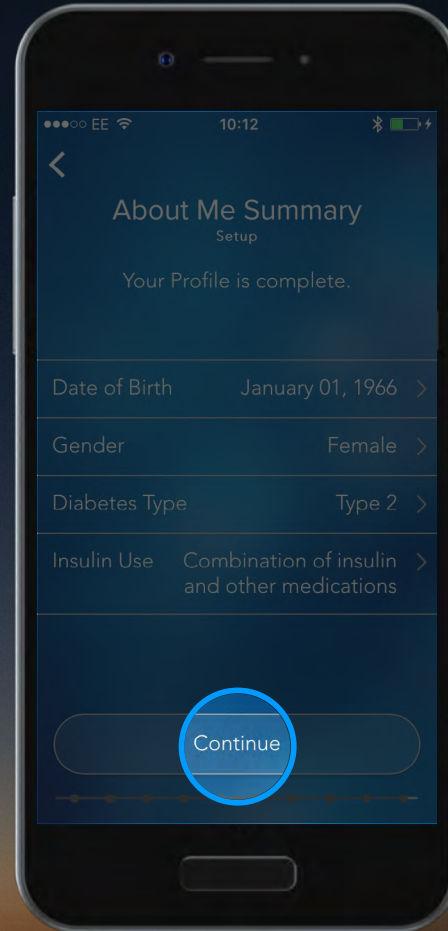 EE 10:12
About Me Summary
Setup
Your Profile is complete.
Date of Birth January 01, 1966
Gender Female
Diabetes Type Type 2
Insulin Use Combination of insulin
and other medications
Continue